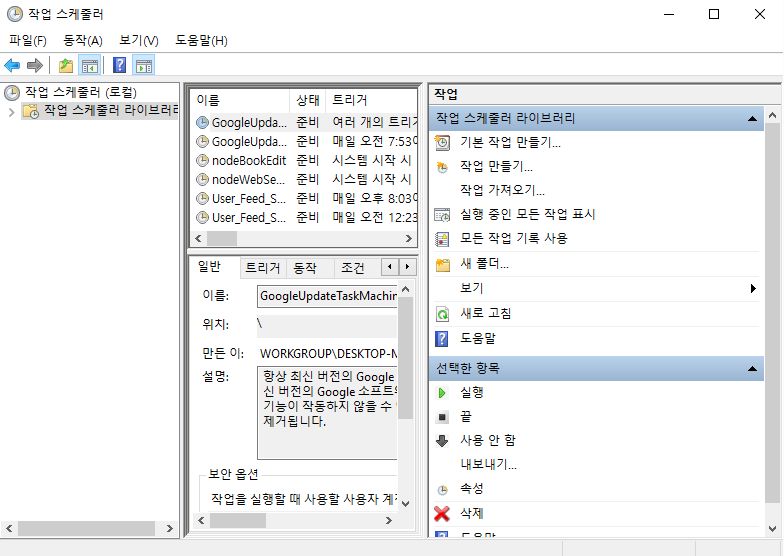 작업 스케줄러
파일(F) 동작(A) 보기(V) 도움말(H)
작업 스케줄러 (로컬)
작업 스케줄러 라이브러리
이름 상태 트리거
GoogleUpda... 준비 여러 개의 트리거
GoogleUpda... 준비 매일 오전 7:53에
nodeBookEdit 준비 시스템 시작 시
nodeWebSe... 준비 시스템 시작 시
User_Feed_S... 준비 매일 오후 8:03에
User_Feed_S... 준비 매일 오전 12:23
일반 트리거 동작 조건
이름: GoogleUpdateTaskMachin
위치: \
만든 이: WORKGROUP\DESKTOP-M
설명: 항상 최신 버전의 Google
신 버전의 Google 소프트웨
기능이 작동하지 않을 수
제거됩니다.
보안 옵션
작업을 실행할 때 사용할 사용자 계정
작업
작업 스케줄러 라이브러리
기본 작업 만들기...
작업 만들기...
작업 가져오기...
실행 중인 모든 작업 표시
모든 작업 기록 사용
새 폴더...
보기
새로 고침
도움말
선택한 항목
실행
끝
사용 안 함
내보내기...
속성
삭제
도움말